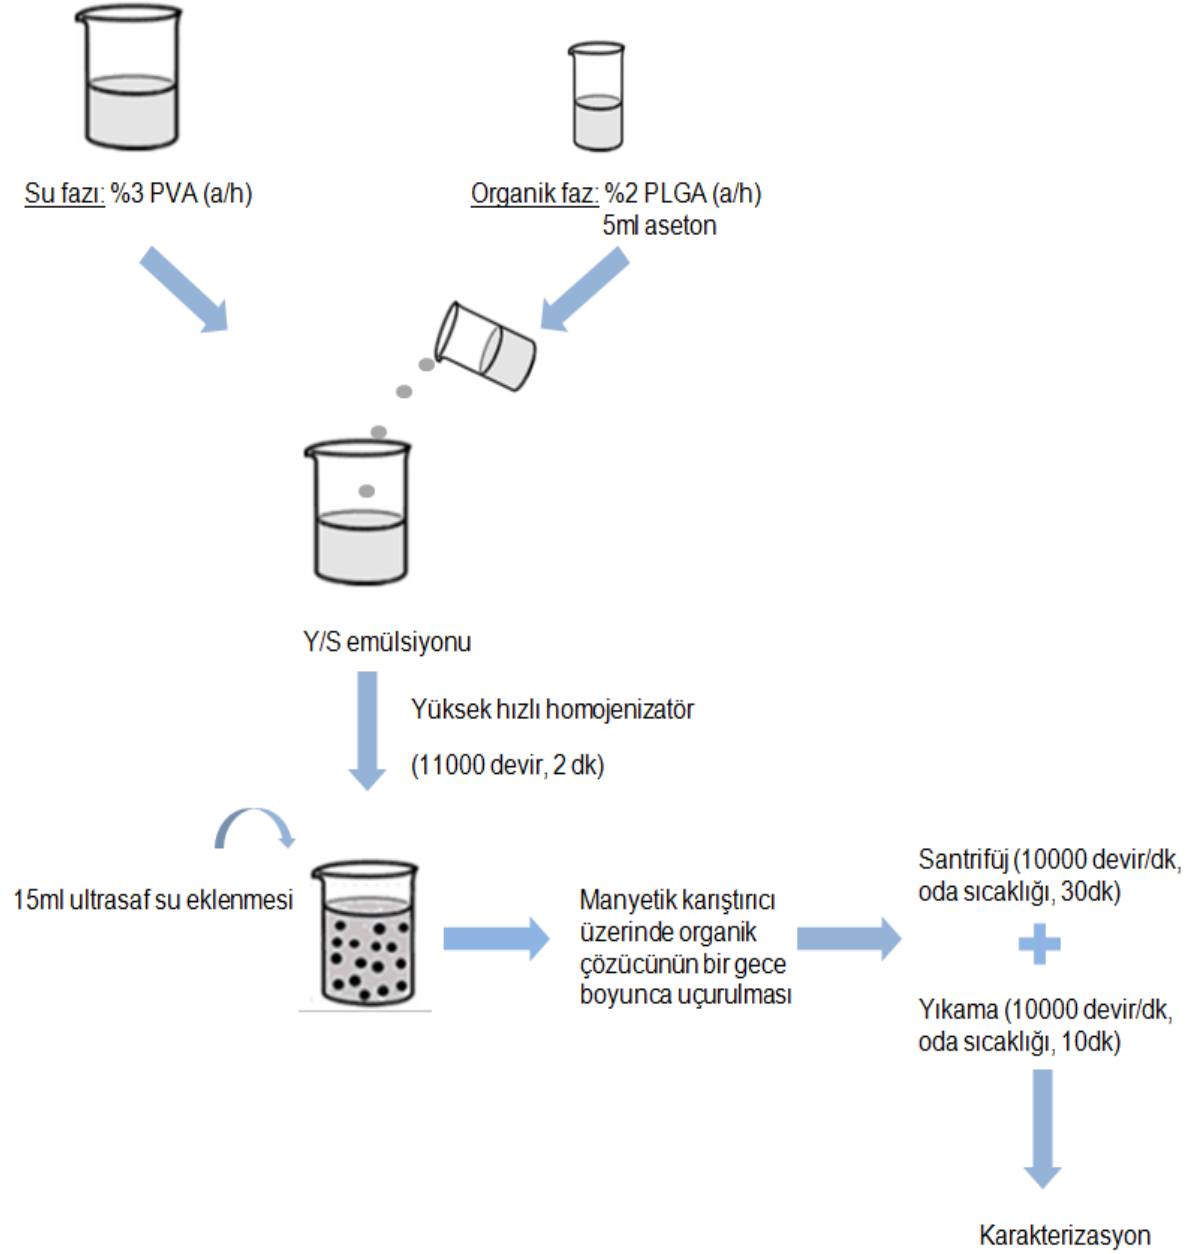 Su fazı: %3 PVA (a/h)
Organik faz: %2 PLGA (a/h)
5ml aseton
Y/S emülsiyonu
Yüksek hızlı homojenizatör
(11000 devir, 2 dk)
15ml ultrasaf su eklenmesi
Manyetik karıştırıcı
üzerinde organik
çözücünün bir gece
boyunca uçurulması
Santrifüj (10000 devir/dk,
oda sıcaklığı, 30dk)
Yıkama (10000 devir/dk,
oda sıcaklığı, 10dk)
Karakterizasyon